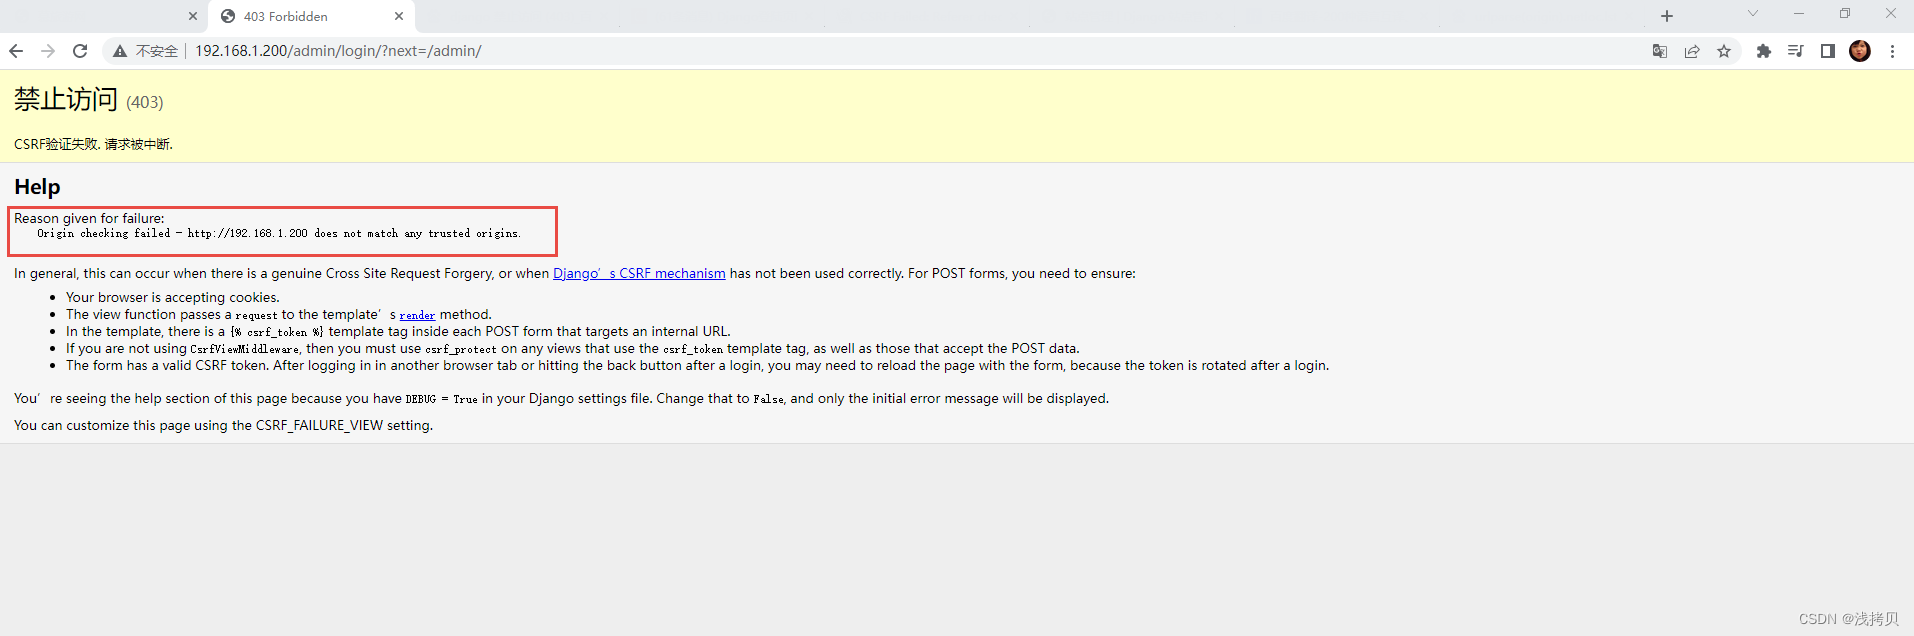 403 Forbidden
不安全 192.168.1.200/admin/login/?next=/admin/
禁止访问 (403)
CSRF验证失败. 请求被中断.
Help
Reason given for failure:
Origin checking failed - http://192.168.1.200 does not match any trusted origins.
In general, this can occur when there is a genuine Cross Site Request Forgery, or when Django’s CSRF mechanism has not been used correctly. For POST forms, you need to ensure:
Your browser is accepting cookies.
The view function passes a request to the template’s render method.
In the template, there is a {% csrf_token %} template tag inside each POST form that targets an internal URL.
If you are not using CsrfViewMiddleware, then you must use csrf_protect on any views that use the csrf_token template tag, as well as those that accept the POST data.
The form has a valid CSRF token. After logging in in another browser tab or hitting the back button after a login, you may need to reload the page with the form, because the token is rotated after a login.
You’re seeing the help section of this page because you have DEBUG = True in your Django settings file. Change that to False, and only the initial error message will be displayed.
You can customize this page using the CSRF_FAILURE_VIEW setting.
CSDN @浅拷贝